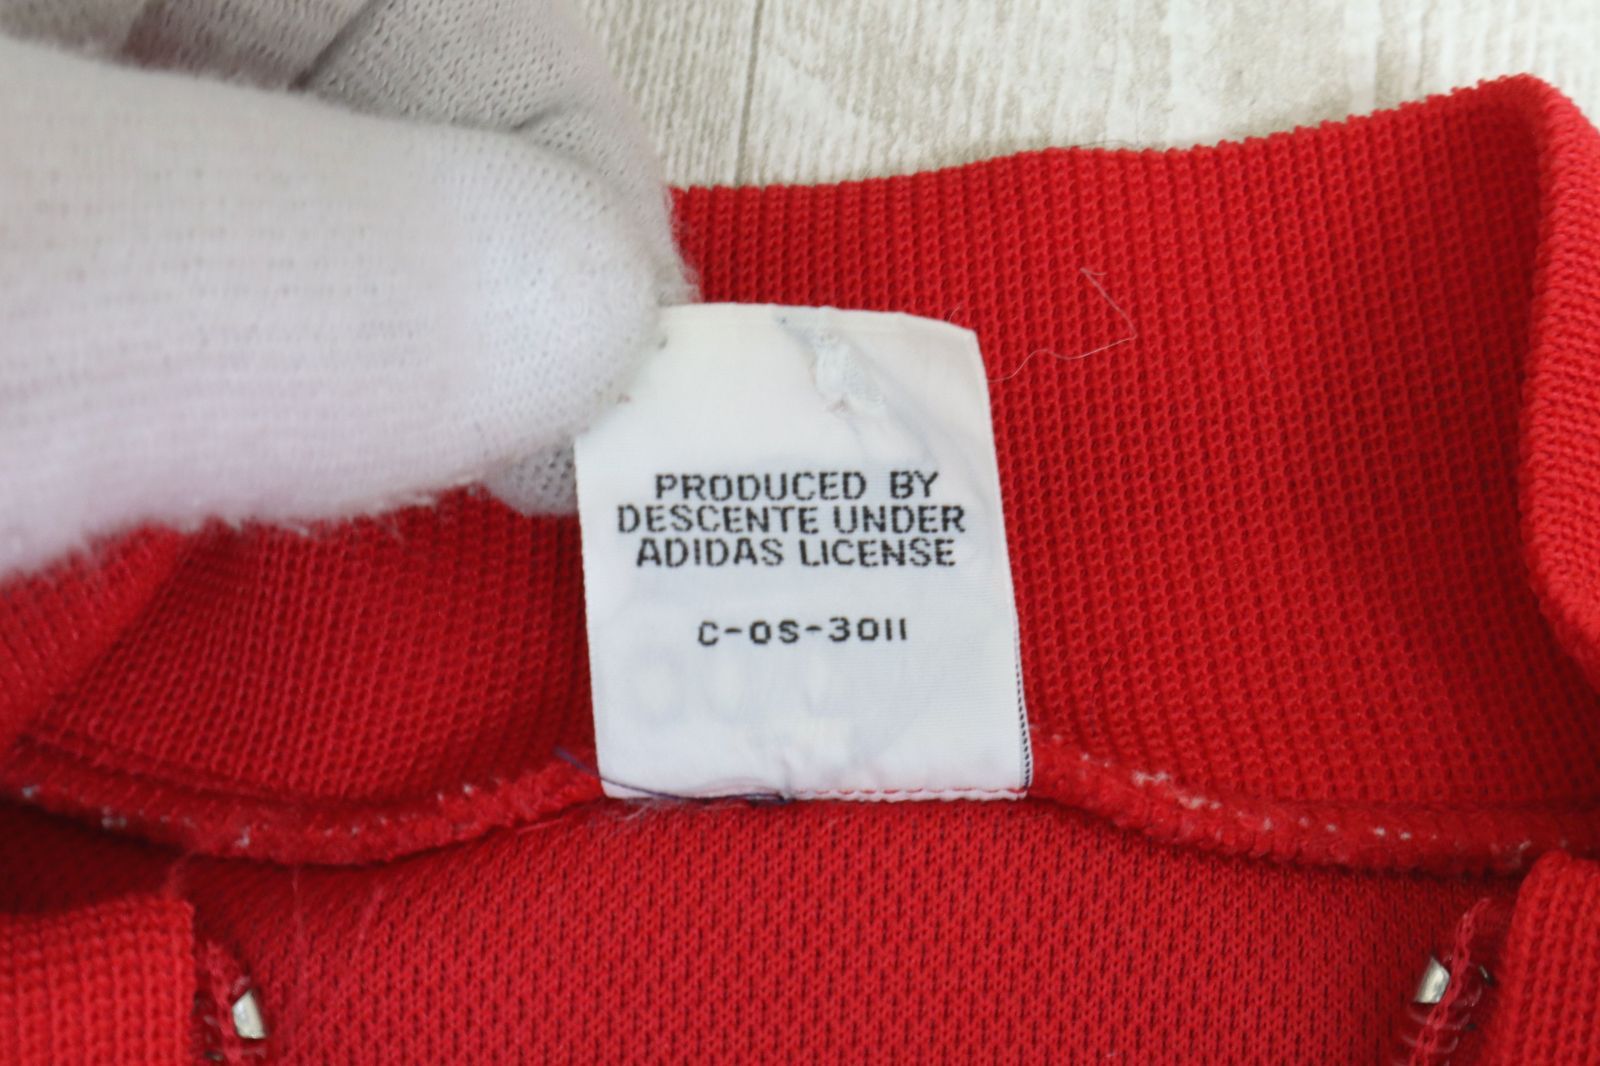 PRODUCED BY
DESCENTE UNDER
ADIDAS LICENSE
C-OS-3011